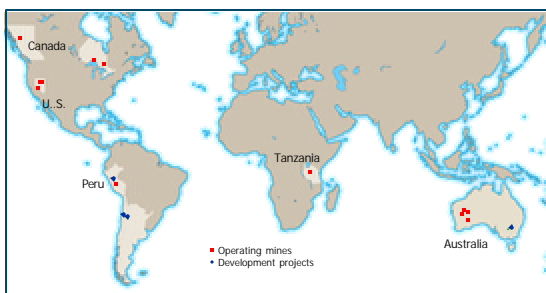 Canada
U..S.
Tanzania
Peru
Australia
Operating mines
Development projects